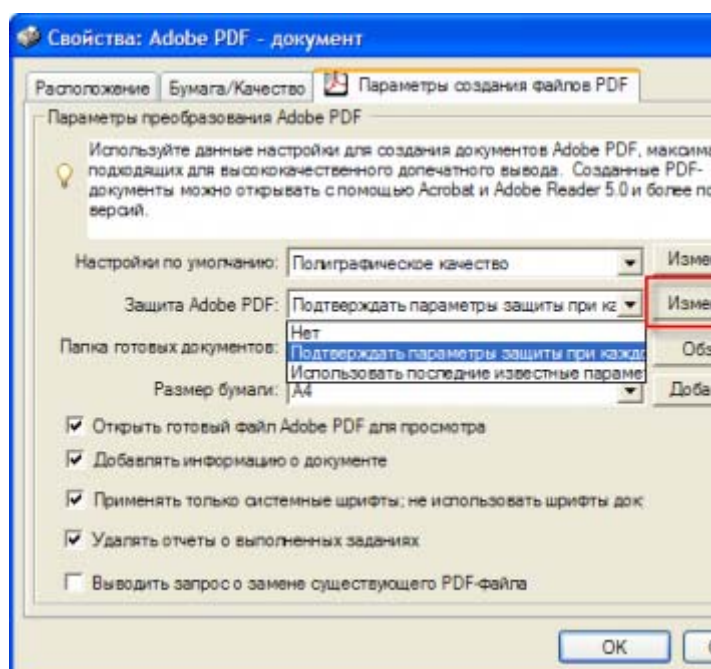 Свойства: Adobe PDF - документ
Расположение Бумага/Качество Параметры создания файлов PDF
Параметры преобразования Adobe PDF
Используйте данные настройки для создания документов Adobe PDF, максима
подходящих для высококачественного допечатного вывода. Созданные PDF-
документы можно открывать с помощью Acrobat и Adobe Reader 5.0 и более по
версий.
Настройки по умолчанию: Полиграфическое качество Измен
Защита Adobe PDF: Подтверждать параметры защиты при ка Измен
Нет
Папка готовых документов: Подтверждать параметры защиты при каждо Обз
Использовать последние известные параме
Размер бумаги: A4 Доба
Открыть готовый файл Adobe PDF для просмотра
Добавлять информацию о документе
Применять только системные шрифты; не использовать шрифты док
Удалять отчеты о выполненных заданиях
Выводить запрос о замене существующего PDF-файла
OK